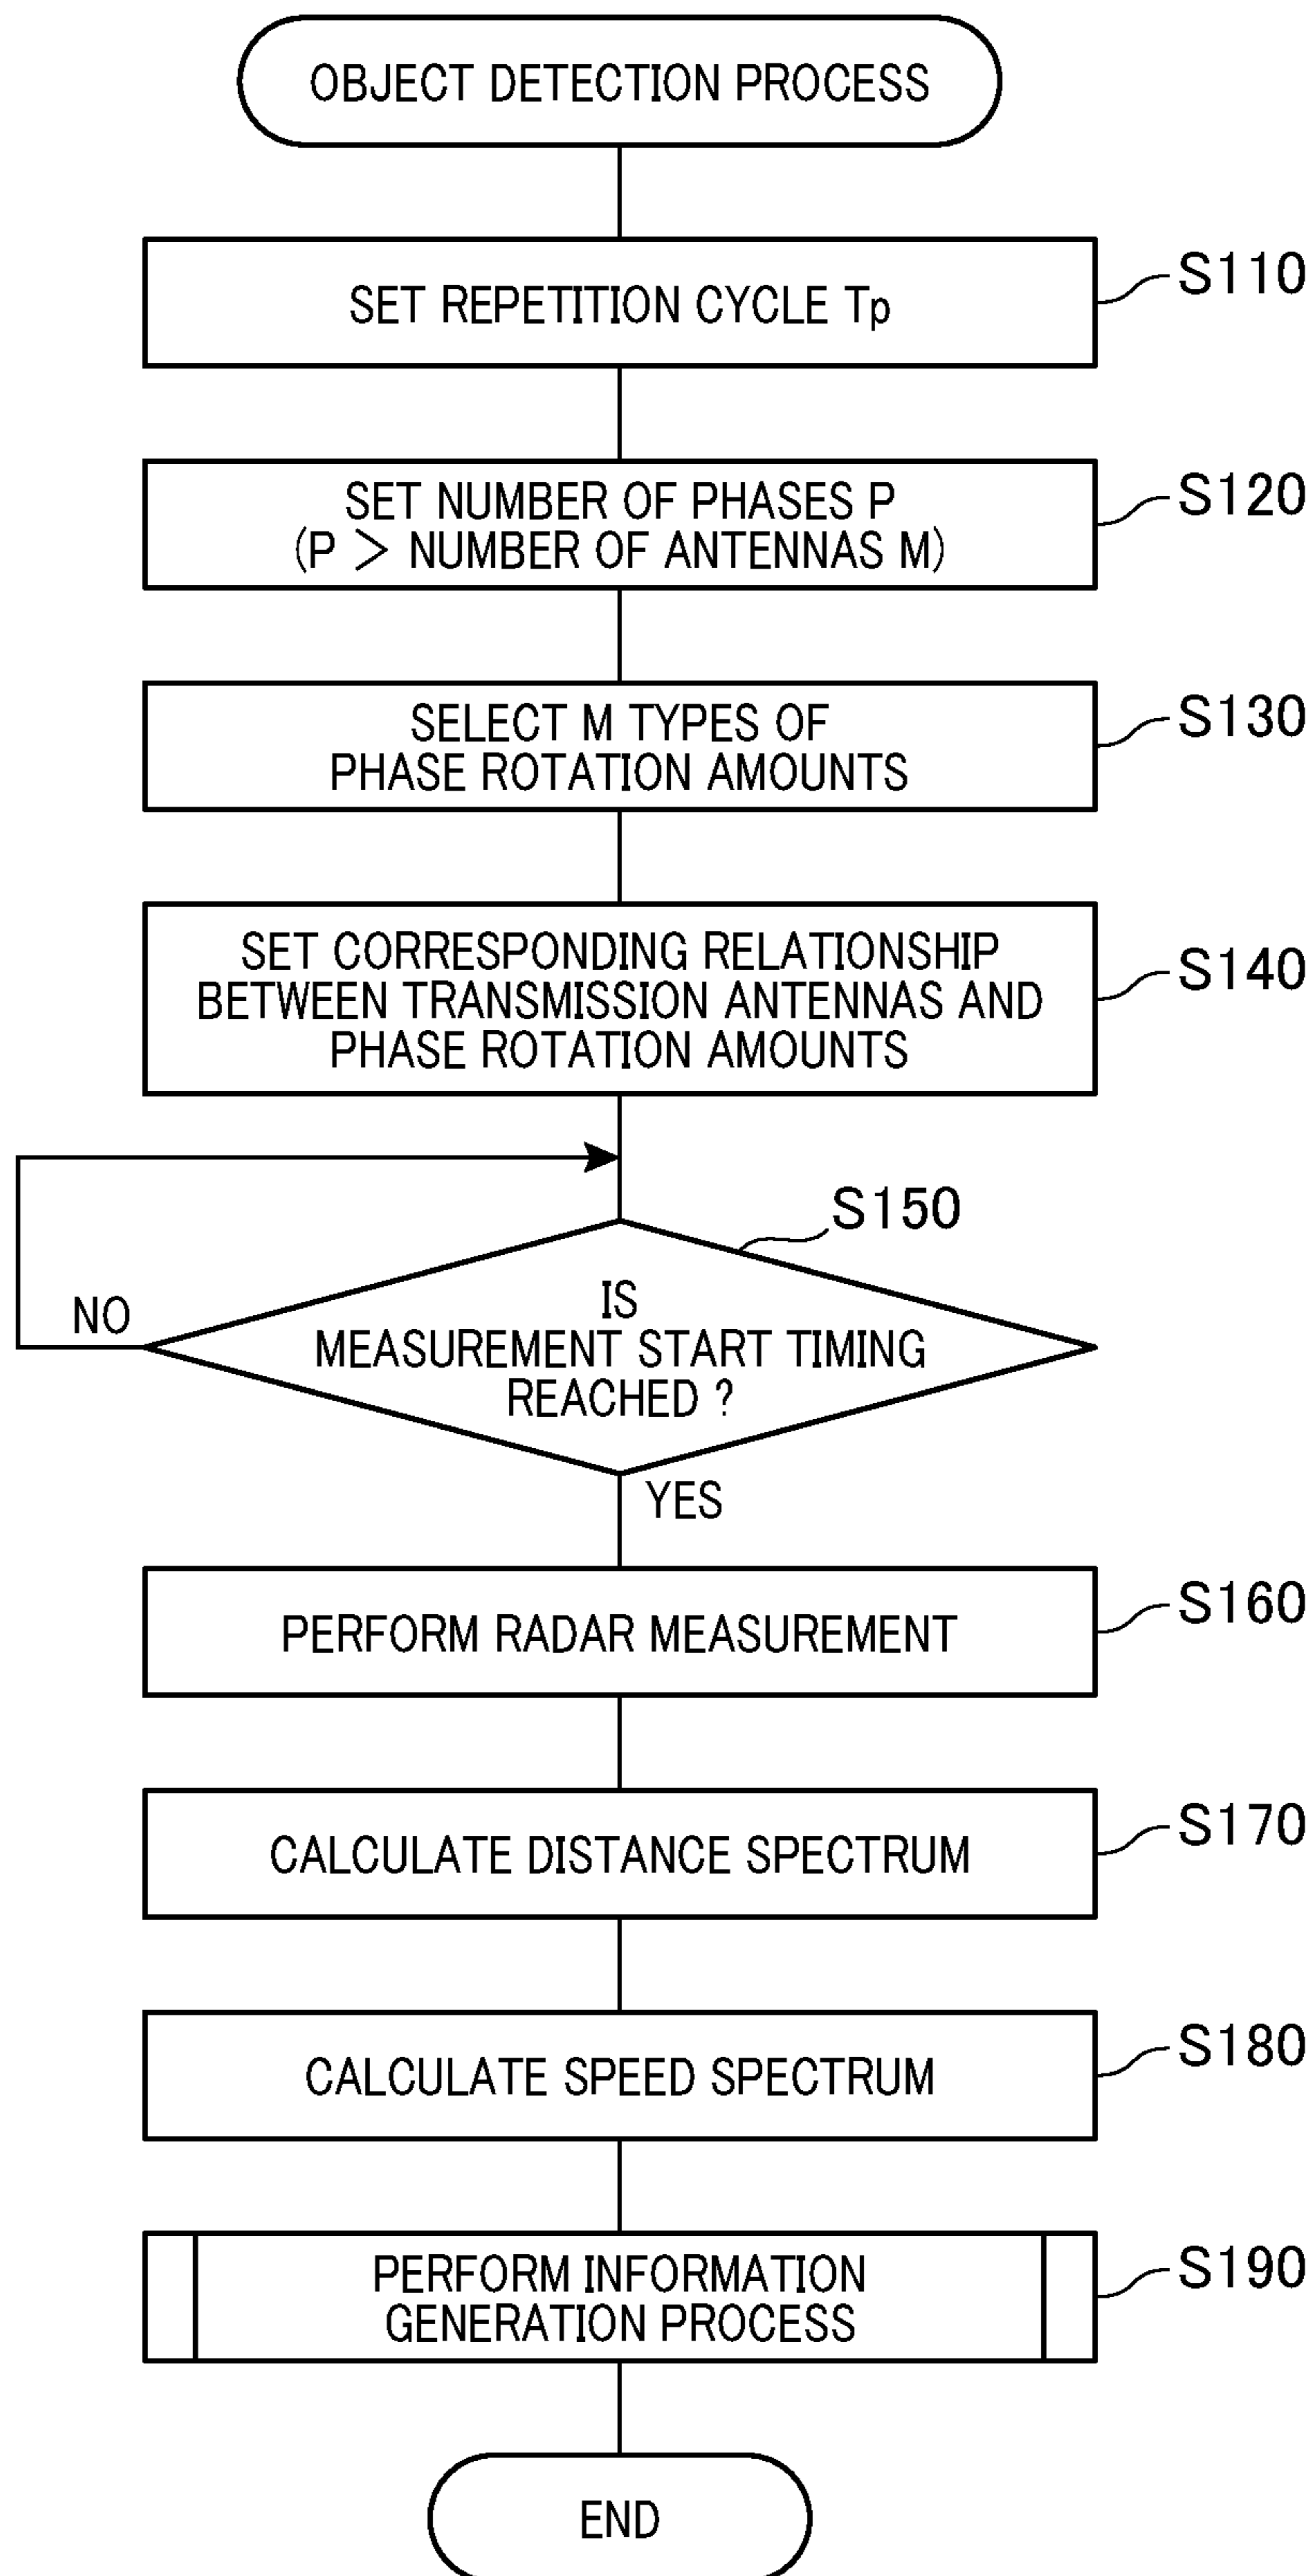 OBJECT DETECTION PROCESS
SET REPETITION CYCLE Tp
S110
SET NUMBER OF PHASES P
(P > NUMBER OF ANTENNAS M)
S120
SELECT M TYPES OF
PHASE ROTATION AMOUNTS
S130
SET CORRESPONDING RELATIONSHIP
BETWEEN TRANSMISSION ANTENNAS AND
PHASE ROTATION AMOUNTS
S140
S150
IS
MEASUREMENT START TIMING
REACHED ?
NO
YES
PERFORM RADAR MEASUREMENT
S160
CALCULATE DISTANCE SPECTRUM
S170
CALCULATE SPEED SPECTRUM
S180
PERFORM INFORMATION
GENERATION PROCESS
S190
END